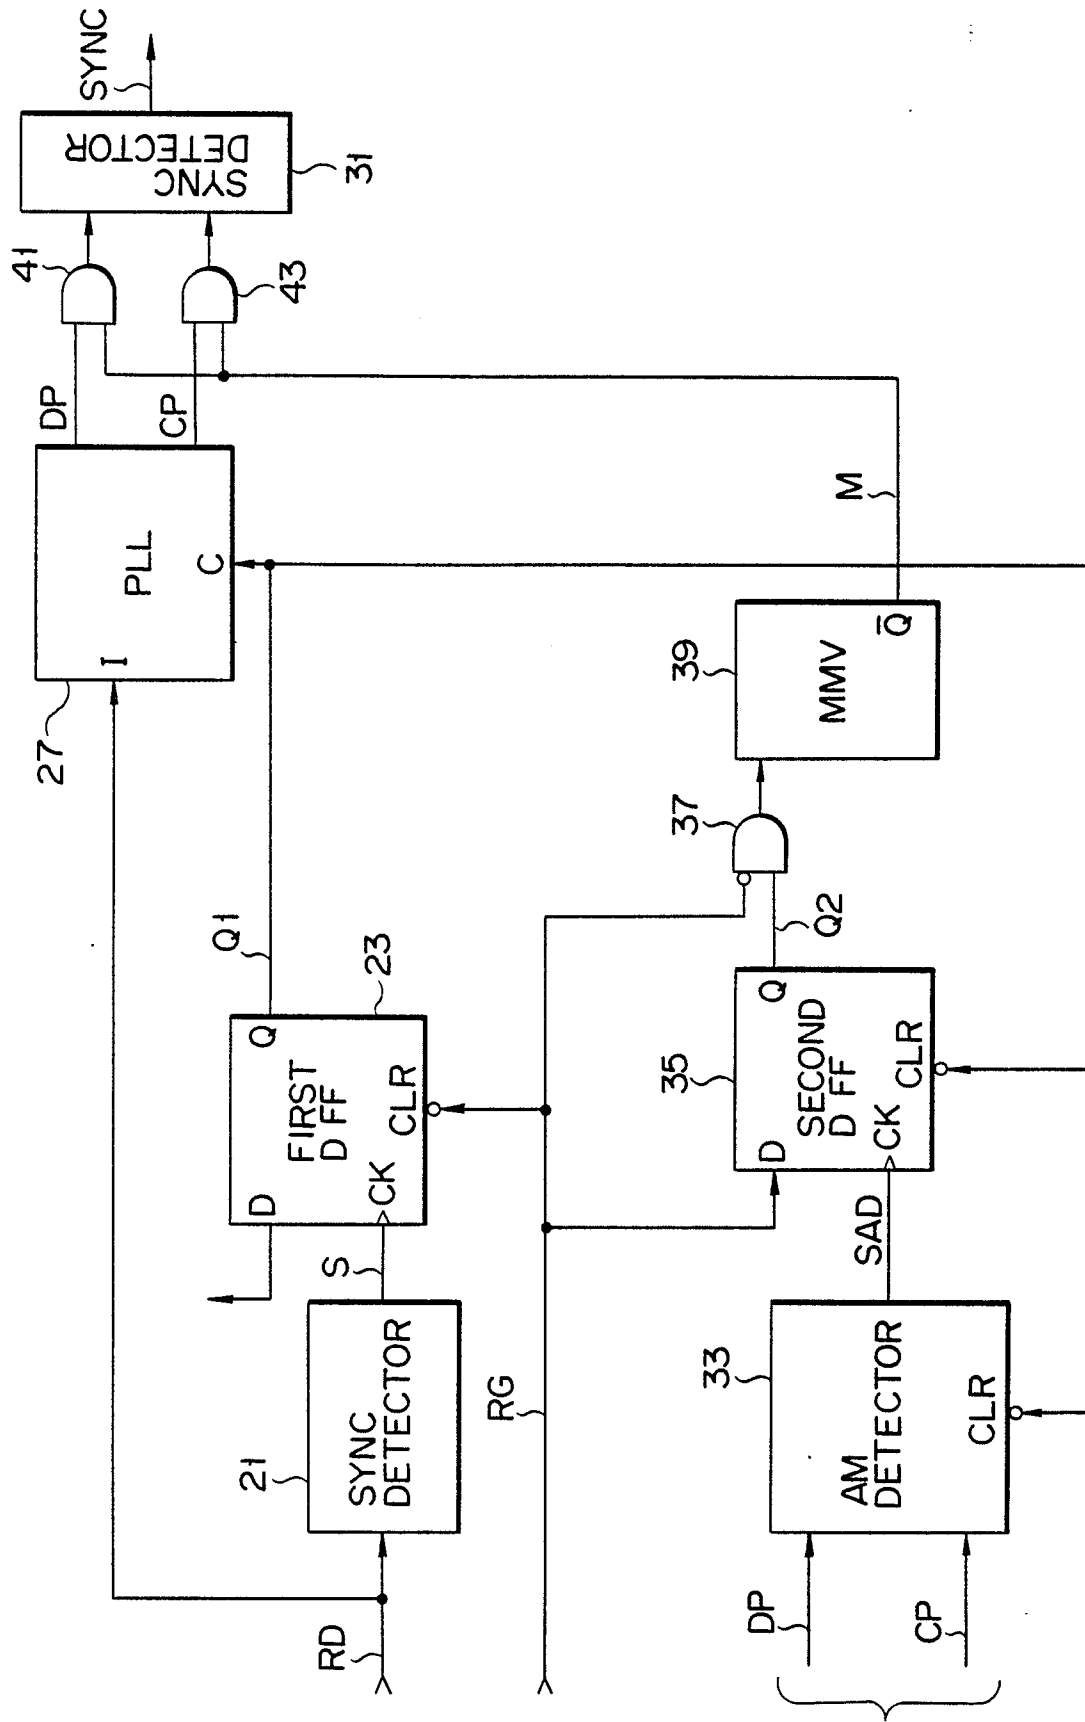 RD
21
SYNC
DETECTOR
S
D
Q
FIRST
D FF
CK
CLR
23
Q1
27
I
PLL
C
DP
CP
41
43
SYNC
DETECTOR
31
SYNC
RG
DP
CP
33
AM
DETECTOR
CLR
SAD
35
D
Q
SECOND
D FF
CK
CLR
Q2
37
39
MMV
Q̅
M